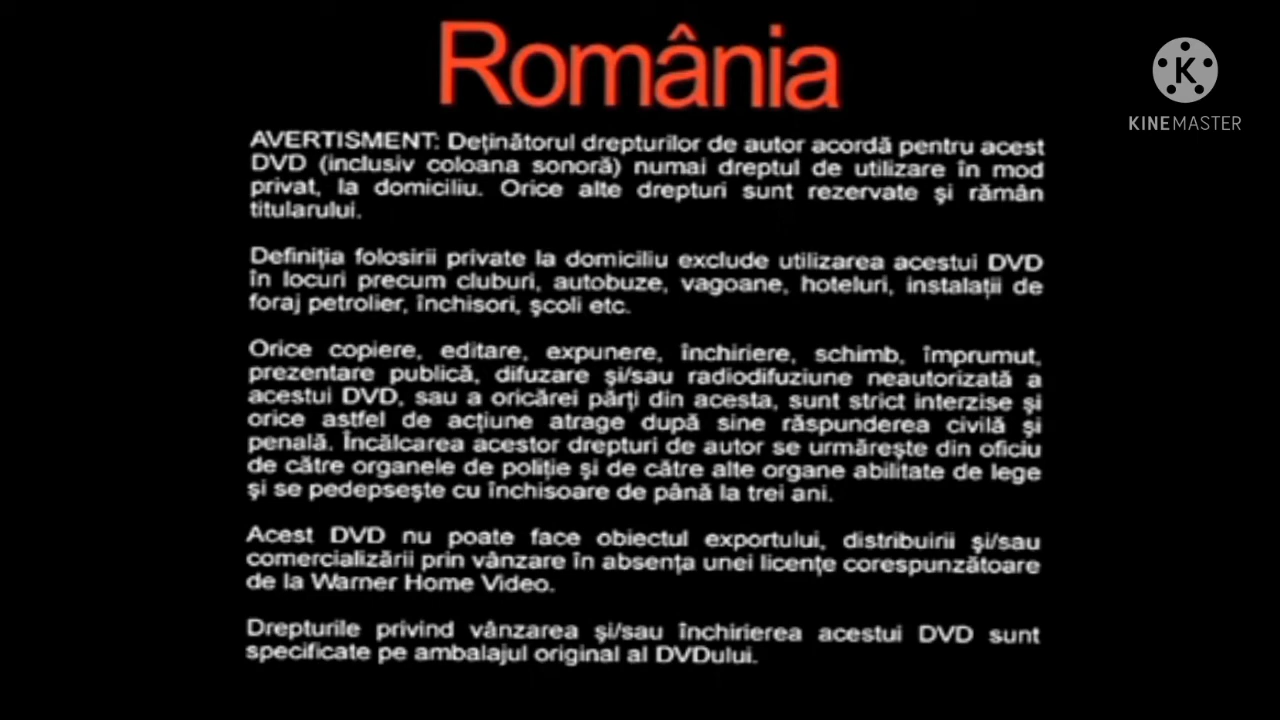 România
KINEMASTER
AVERTISMENT: Deţinătorul drepturilor de autor acordă pentru acest
DVD (inclusiv coloana sonoră) numai dreptul de utilizare în mod
privat, la domiciliu. Orice alte drepturi sunt rezervate şi rămân
titularului.
Definiţia folosirii private la domiciliu exclude utilizarea acestui DVD
în locuri precum cluburi, autobuze, vagoane, hoteluri, instalaţii de
foraj petrolier, închisori, şcoli etc.
Orice copiere, editare, expunere, închiriere, schimb, împrumut,
prezentare publică, difuzare şi/sau radiodifuziune neautorizată a
acestui DVD, sau a oricărei părţi din acesta, sunt strict interzise şi
orice astfel de acţiune atrage după sine răspunderea civilă şi
penală. Încălcarea acestor drepturi de autor se urmăreşte din oficiu
de către organele de poliţie şi de către alte organe abilitate de lege
şi se pedepseşte cu închisoare de până la trei ani.
Acest DVD nu poate face obiectul exportului, distribuirii şi/sau
comercializării prin vânzare în absenţa unei licenţe corespunzătoare
de la Warner Home Video.
Drepturile privind vânzarea şi/sau închirierea acestui DVD sunt
specificate pe ambalajul original al DVDului.